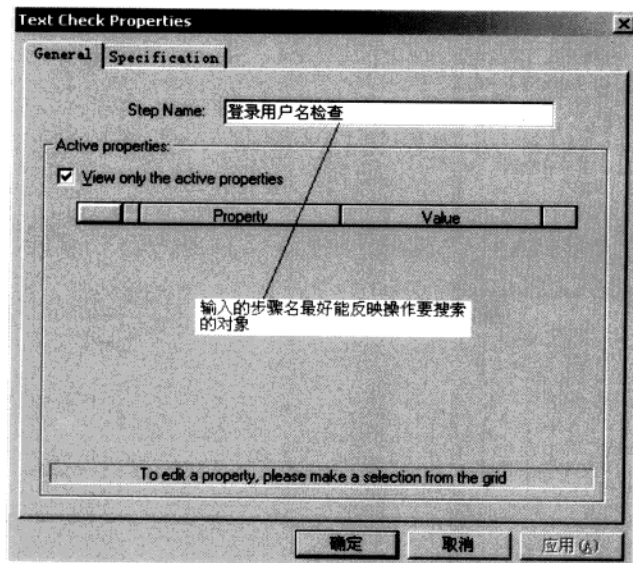 Text Check Properties
General
Specification
Step Name:
登录用户名检查
Active properties:
View only the active properties
Property
Value
输入的步骤名最好能反映操作要搜索
的对象
To edit a property, please make a selection from the grid
确定
取消
应用(A)